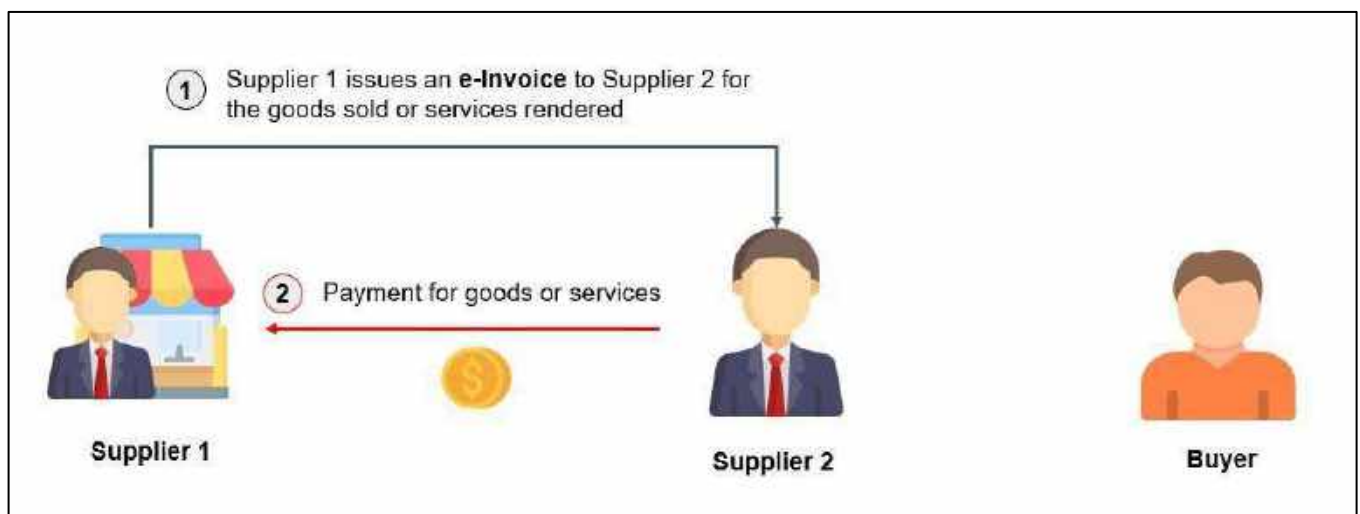 1 Supplier 1 issues an e-Invoice to Supplier 2 for
the goods sold or services rendered
2 Payment for goods or services
$
Supplier 1
Supplier 2
Buyer